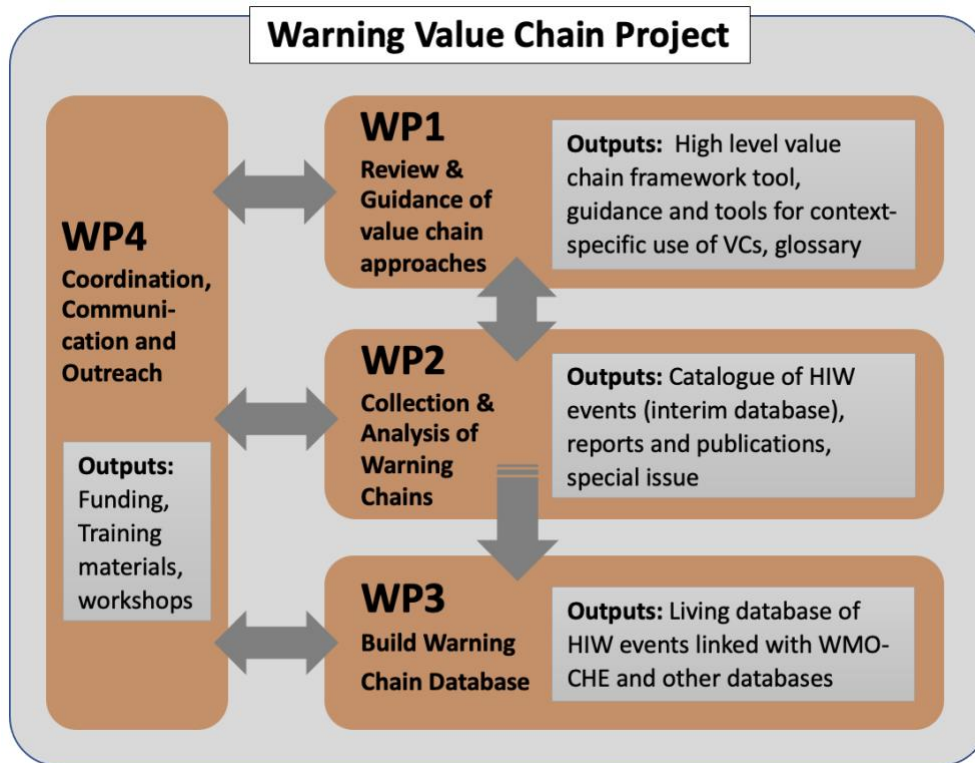 Warning Value Chain Project
WP4
Coordination,
Communi-
cation and
Outreach
Outputs:
Funding,
Training
materials,
workshops
WP1
Review &
Guidance of
value chain
approaches
Outputs: High level value
chain framework tool,
guidance and tools for context-
specific use of VCs, glossary
WP2
Collection &
Analysis of
Warning
Chains
Outputs: Catalogue of HIW
events (interim database),
reports and publications,
special issue
WP3
Build Warning
Chain Database
Outputs: Living database of
HIW events linked with WMO-
CHE and other databases